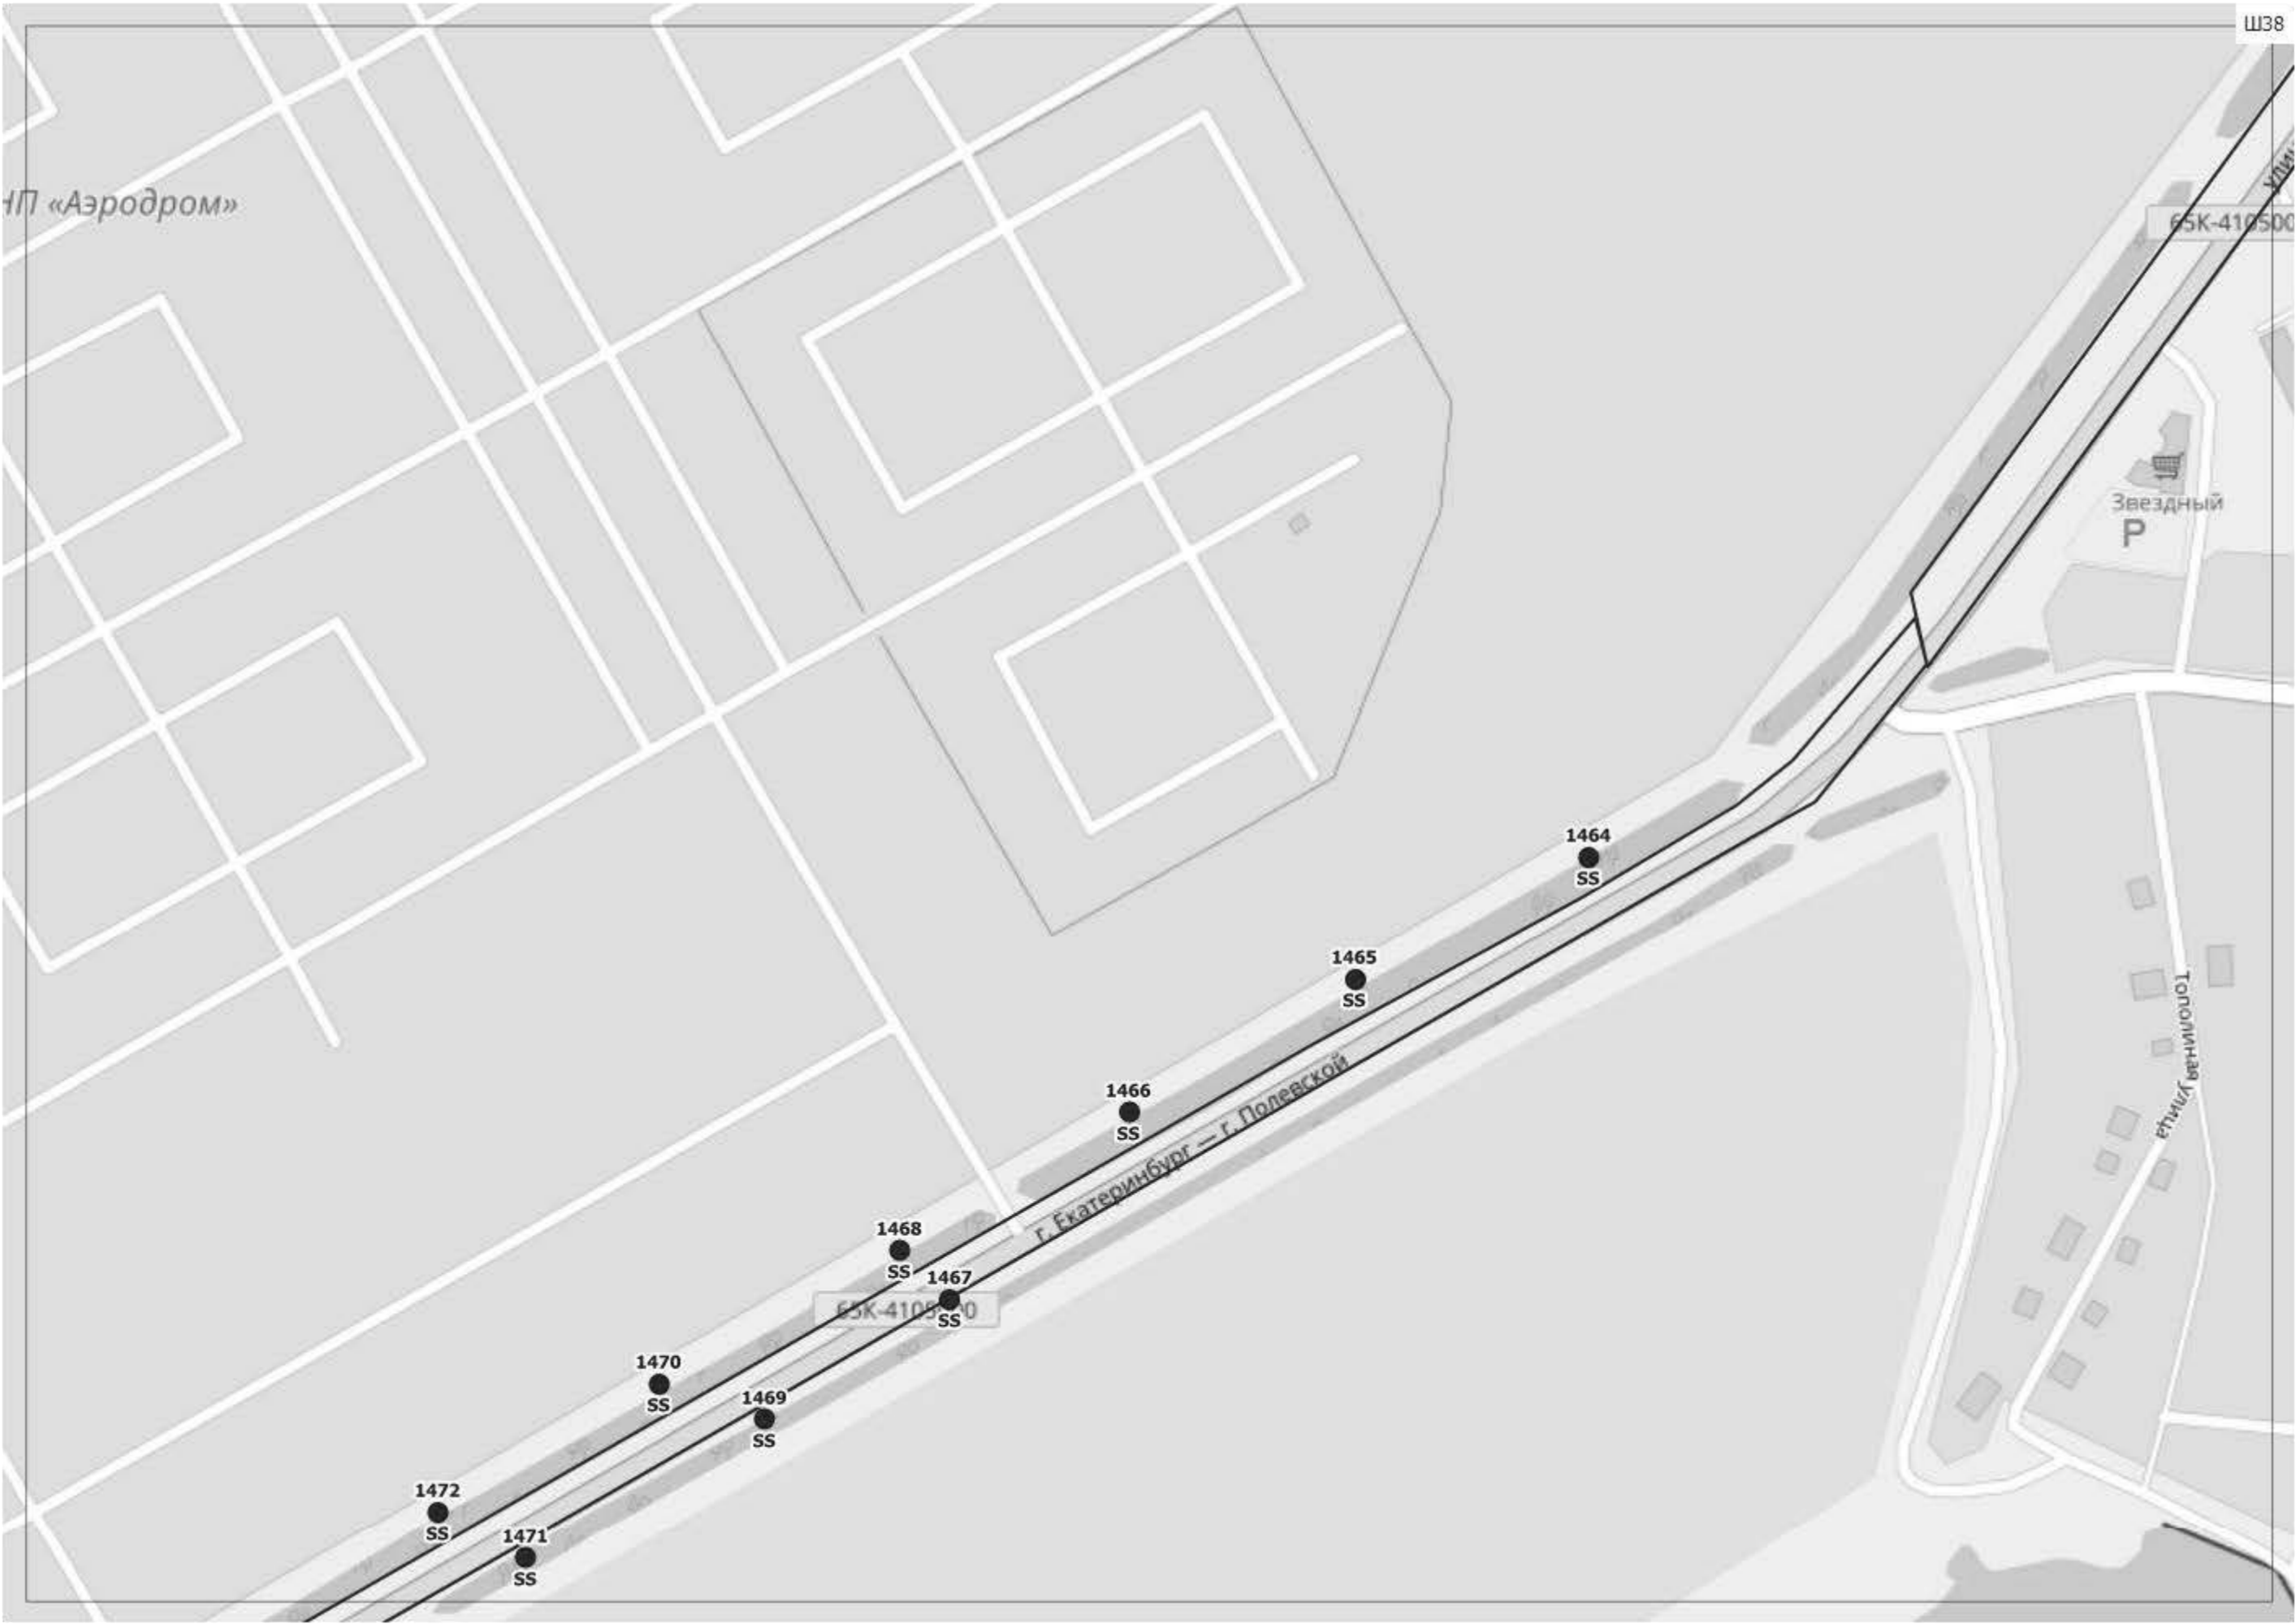 Ш38
НП «Аэродром»
65К-410500
Звездный
P
1464
SS
1465
SS
Тополиная улица
1466
SS
г. Екатеринбург — г. Полевской
1468
SS
1467
SS
1470
SS
1469
SS
1472
SS
1471
SS